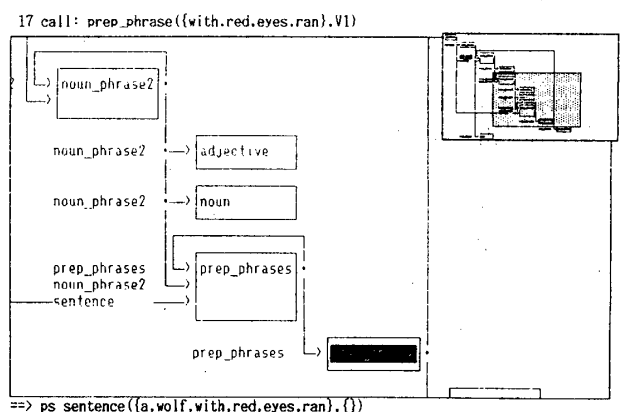 17 call: prep_phrase({with.red.eyes.ran}.V1)
noun_phrase2
noun_phrase2 adjective
noun_phrase2 noun
prep_phrases prep_phrases
noun_phrase2
sentence
prep_phrases
==> ps sentence({a.wolf.with.red.eyes.ran}.{})